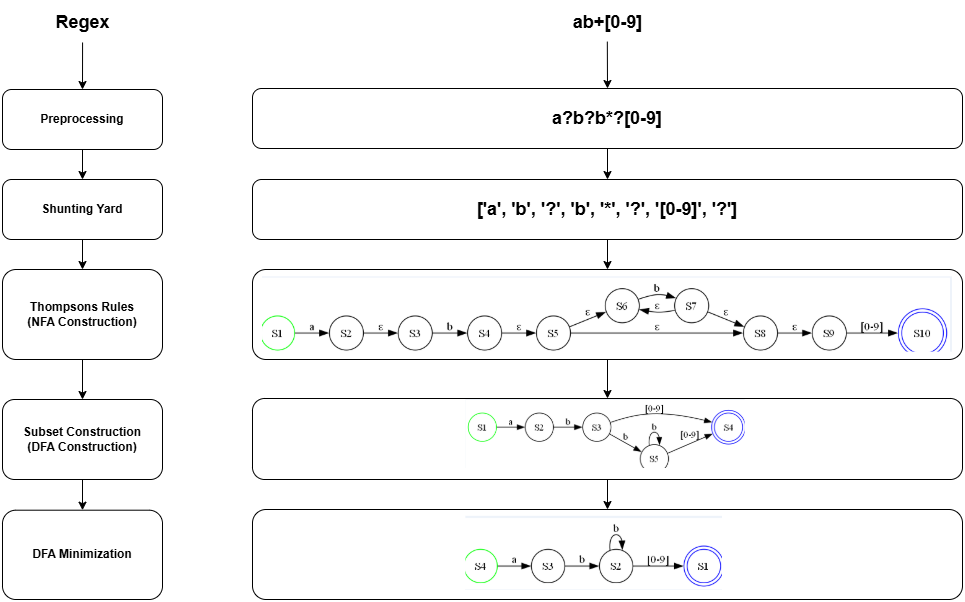 Regex
ab+[0-9]
Preprocessing
a?b?b*?[0-9]
Shunting Yard
['a', 'b', '?', 'b', '*', '?', '[0-9]', '?']
Thompsons Rules
(NFA Construction)
S1 a S2 ε S3 b S4 ε S5 ε S6 b ε S7 ε ε S8 ε S9 [0-9] S10
Subset Construction
(DFA Construction)
S1 a S2 b S3 [0-9] S4
b S5 b [0-9]
DFA Minimization
S4 a S3 b S2 b [0-9] S1